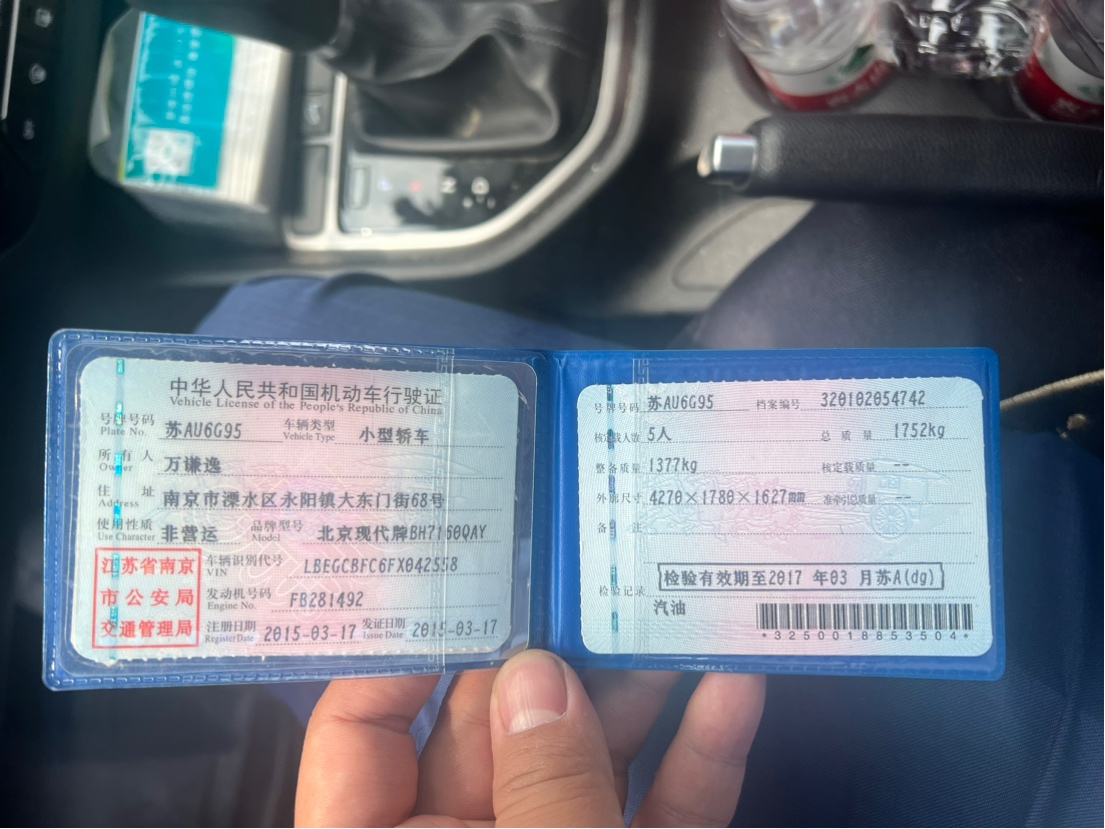 中华人民共和国机动车行驶证
Vehicle License of the People's Republic of China
号牌号码 苏AU6G95 车辆类型 小型轿车
Plate No. Vehicle Type
所有人 万谦逸
Owner
住址 南京市溧水区永阳镇大东门街68号
Address
使用性质 非营运 品牌型号 北京现代牌BH7160QAY
Use Character Model
江苏省南京
市公安局
交通管理局
车辆识别代号 LBEGCBFC6FX042558
VIN
发动机号码 FB281492
Engine No.
注册日期 2015-03-17 发证日期 2015-03-17
Register Date Issue Date
号牌号码 苏AU6G95 档案编号 320102054742
核定载人数 5人 总质量 1752kg
整备质量 1377kg 核定载质量 --
外廓尺寸 4270×1780×1627mm 准牵引总质量 --
备注
检验记录 检验有效期至2017 年03 月苏A(dg)
汽油
*3250018853504*
N D